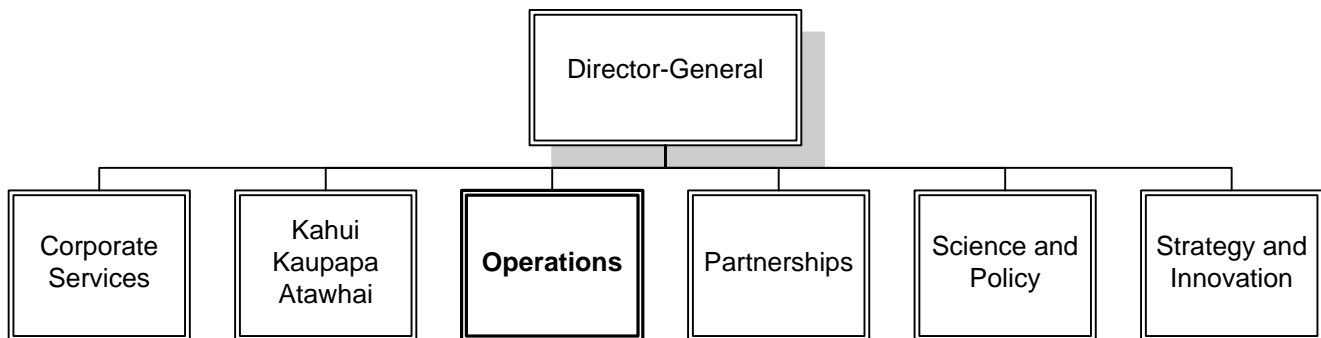 Director-General
Corporate
Services
Kahui
Kaupapa
Atawhai
Operations
Partnerships
Science and
Policy
Strategy and
Innovation